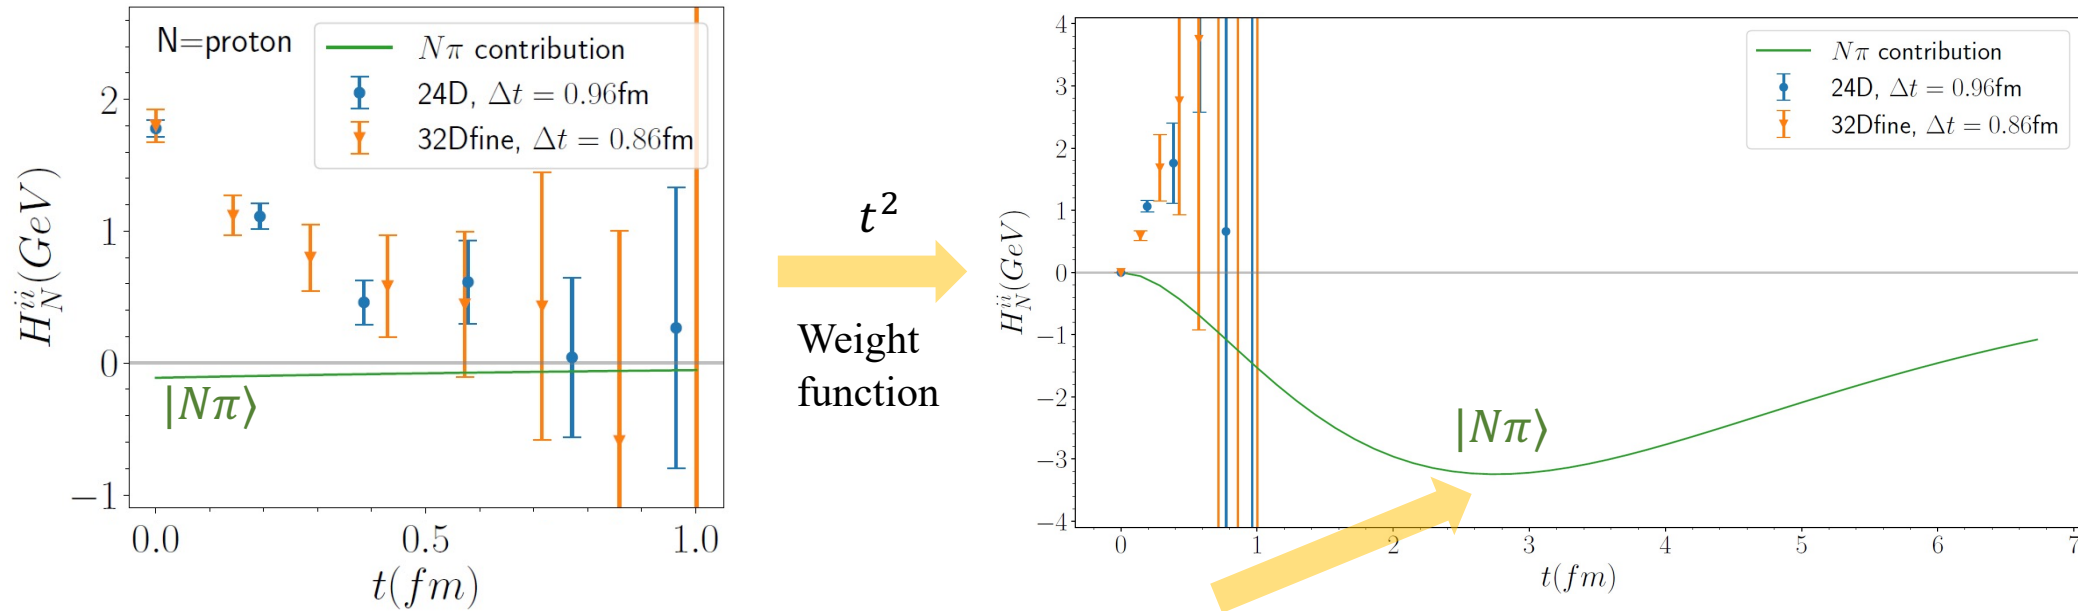 N=proton
Nπ contribution
24D, Δt = 0.96fm
32Dfine, Δt = 0.86fm
2
1
0
−1
H_N^{ii}(GeV)
|Nπ⟩
0.0 0.5 1.0
t(fm)
t²
Weight
function
Nπ contribution
24D, Δt = 0.96fm
32Dfine, Δt = 0.86fm
4
3
2
1
0
−1
−2
−3
−4
H_N^{ii}(GeV)
|Nπ⟩
0 1 2 3 4 5 6 7
t(fm)